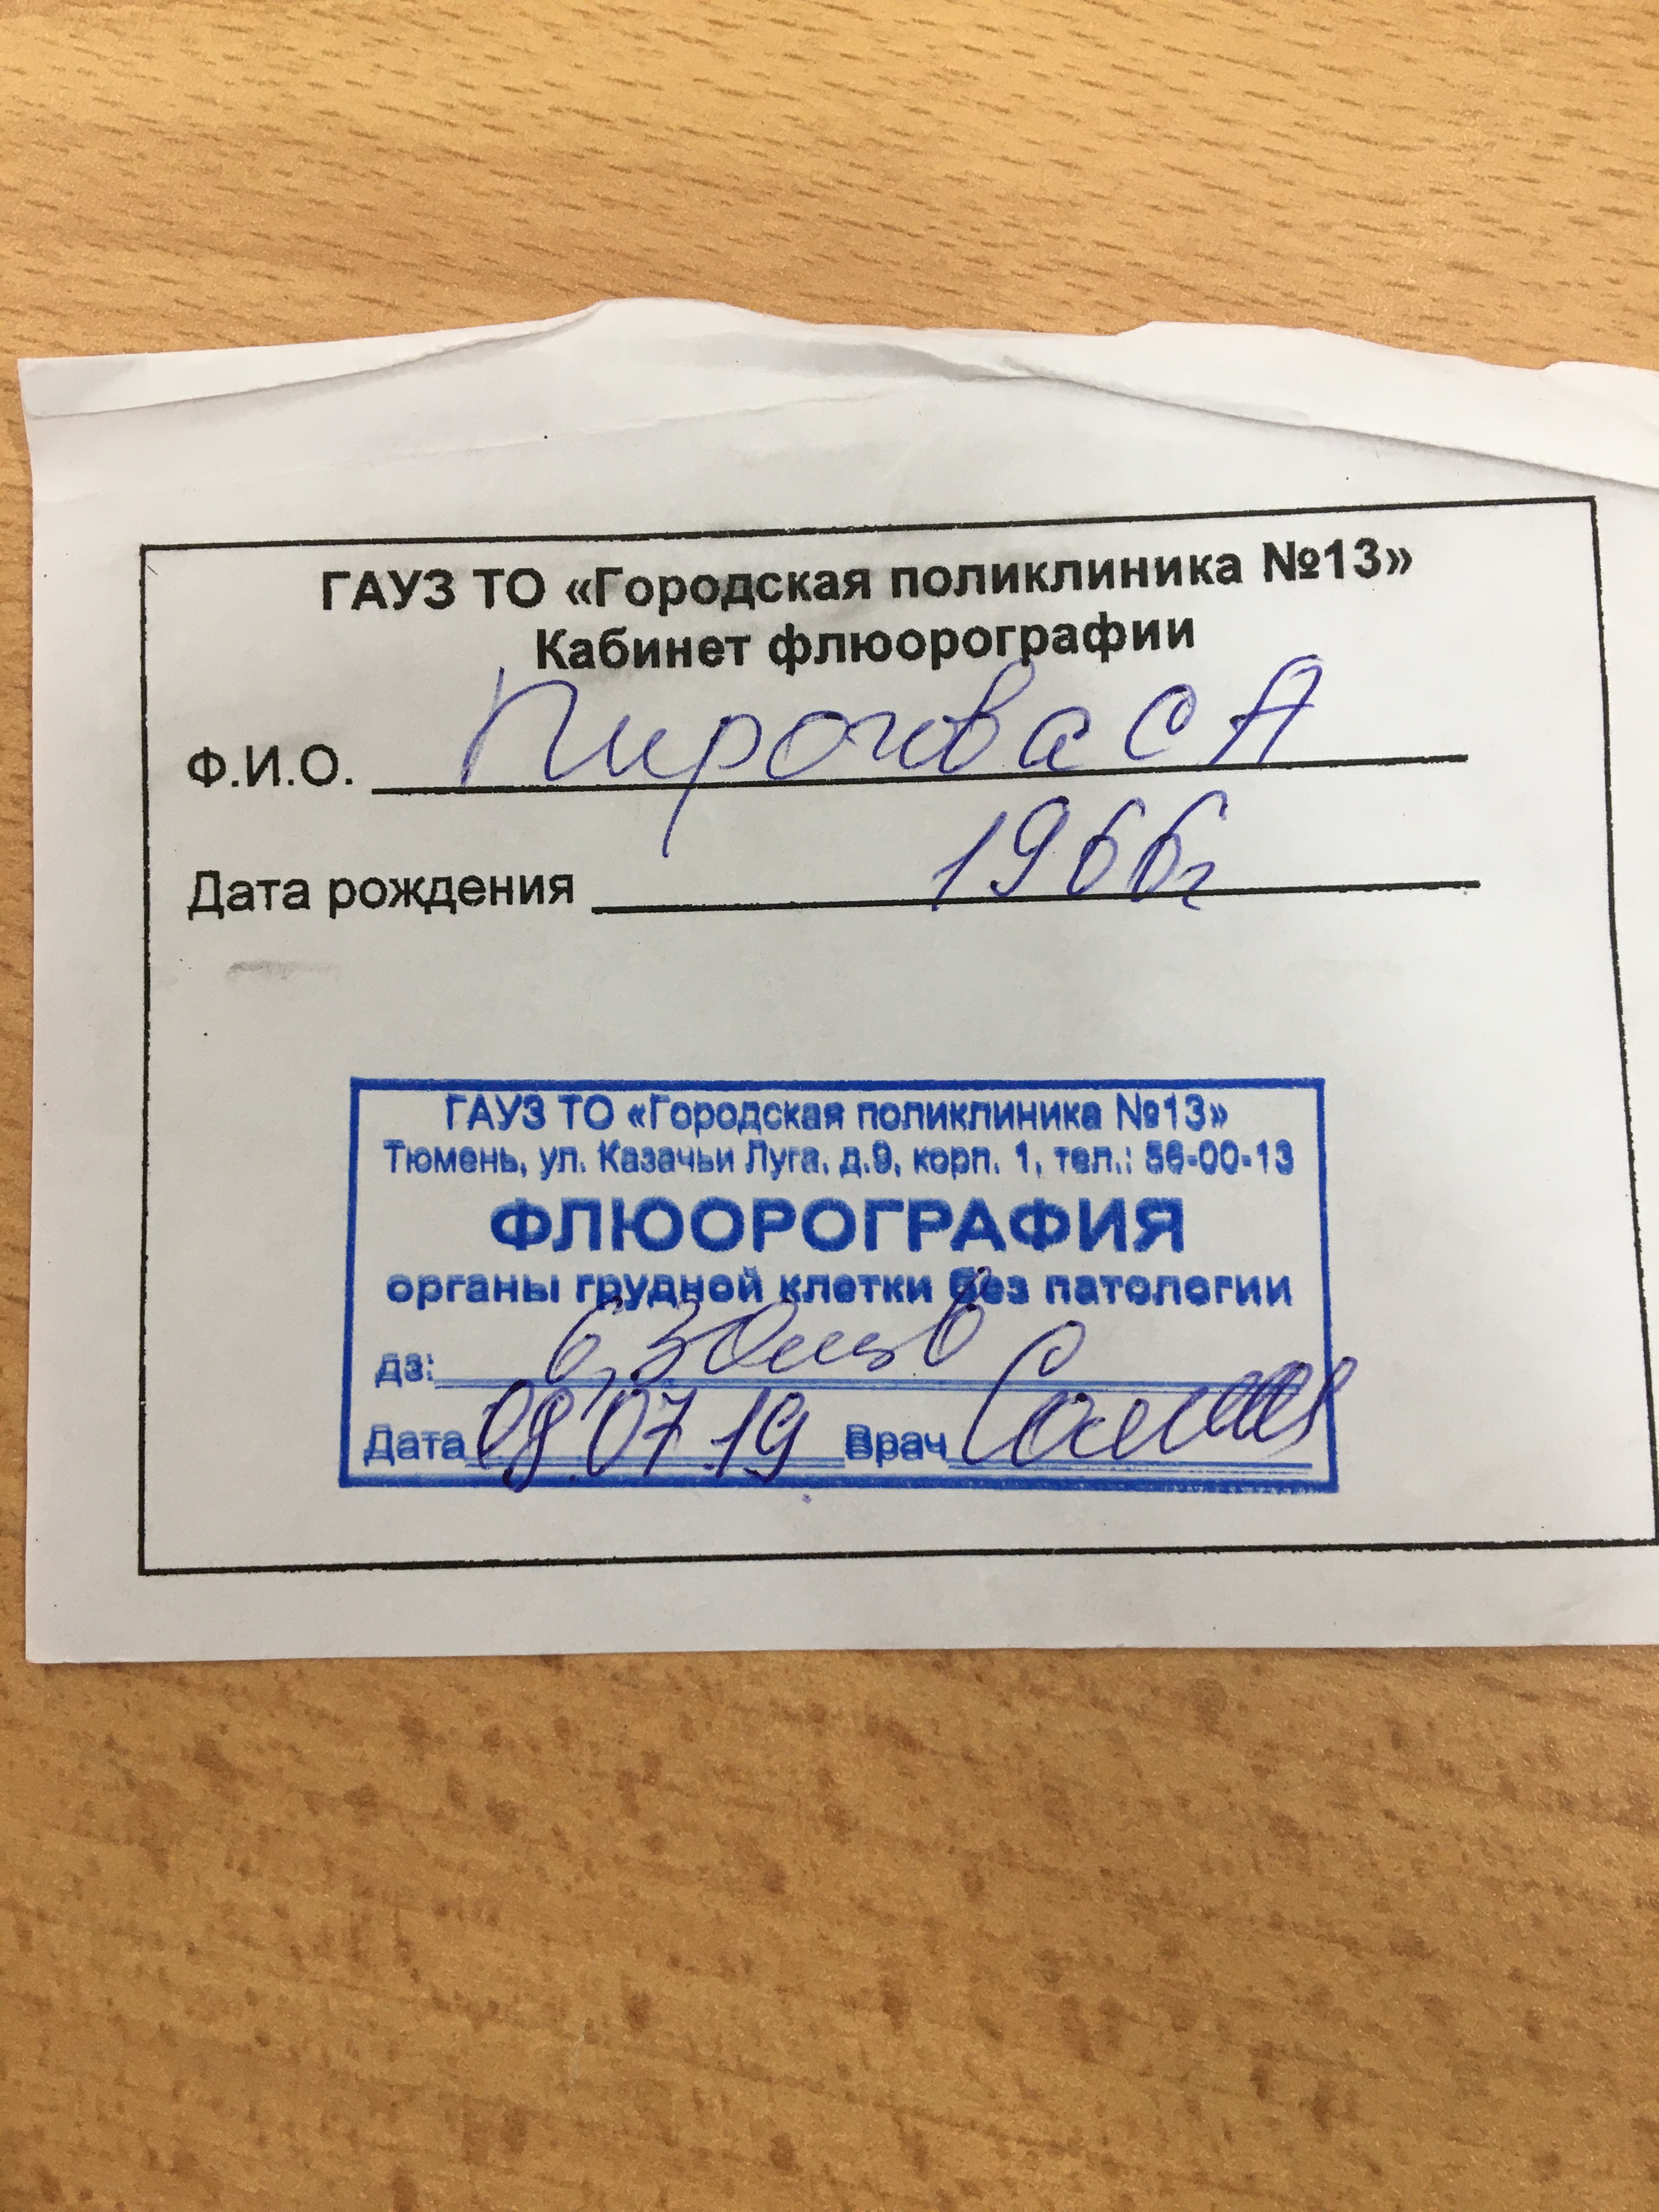 ГАУЗ ТО «Городская поликлиника №13»
Кабинет флюорографии
Ф.И.О. Пирогова С А
Дата рождения 1966г
ГАУЗ ТО «Городская поликлиника №13»
Тюмень, ул. Казачьи Луга, д.9, корп. 1, тел.: 56-00-13
ФЛЮОРОГРАФИЯ
органы грудной клетки без патологии
дз:
Дата 08.07.19 Врач